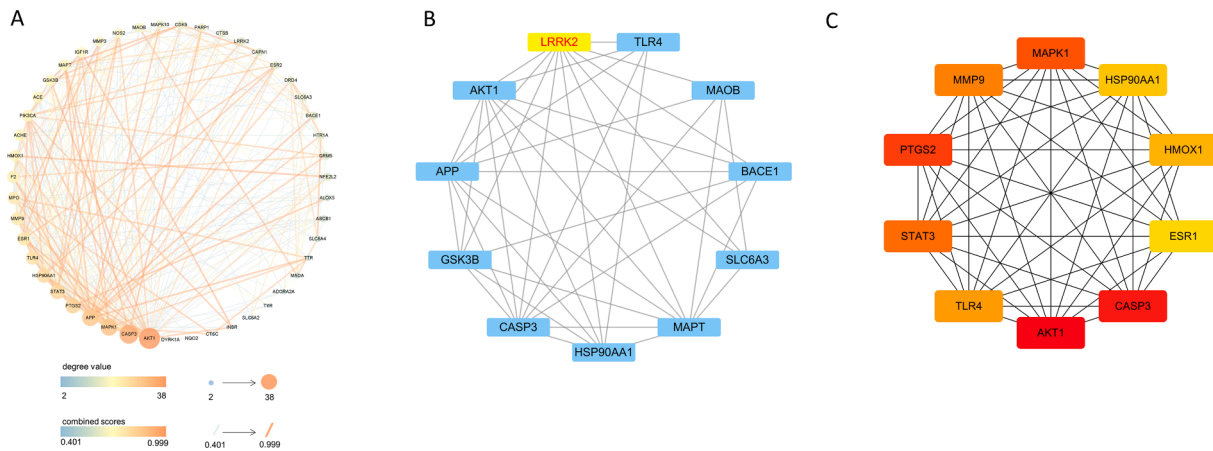 A
MAPK10
CDK5
MAOB
PARP1
NOS2
CTSB
MMP3
LRRK2
IGF1R
CAPN1
MAPT
ESR2
GSK3B
DRD4
ACE
SLC6A3
PIK3CA
BACE1
ACHE
HTR1A
HMOX1
GRM5
F2
NFE2L2
MPO
ALOX5
MMP9
ABCB1
ESR1
SLC6A4
TLR4
TTR
HSP90AA1
STAT3
ADORA2A
PTGS2
APP
SLC6A2
MAPK1
INSR
CASP3
CTSC
AKT1
DYRK1A
NQO2
degree value
2
38
2
38
combined scores
0.401
0.999
0.401
0.999
B
LRRK2
TLR4
AKT1
MAOB
APP
BACE1
GSK3B
SLC6A3
CASP3
MAPT
HSP90AA1
C
MAPK1
MMP9
HSP90AA1
PTGS2
HMOX1
STAT3
ESR1
TLR4
CASP3
AKT1